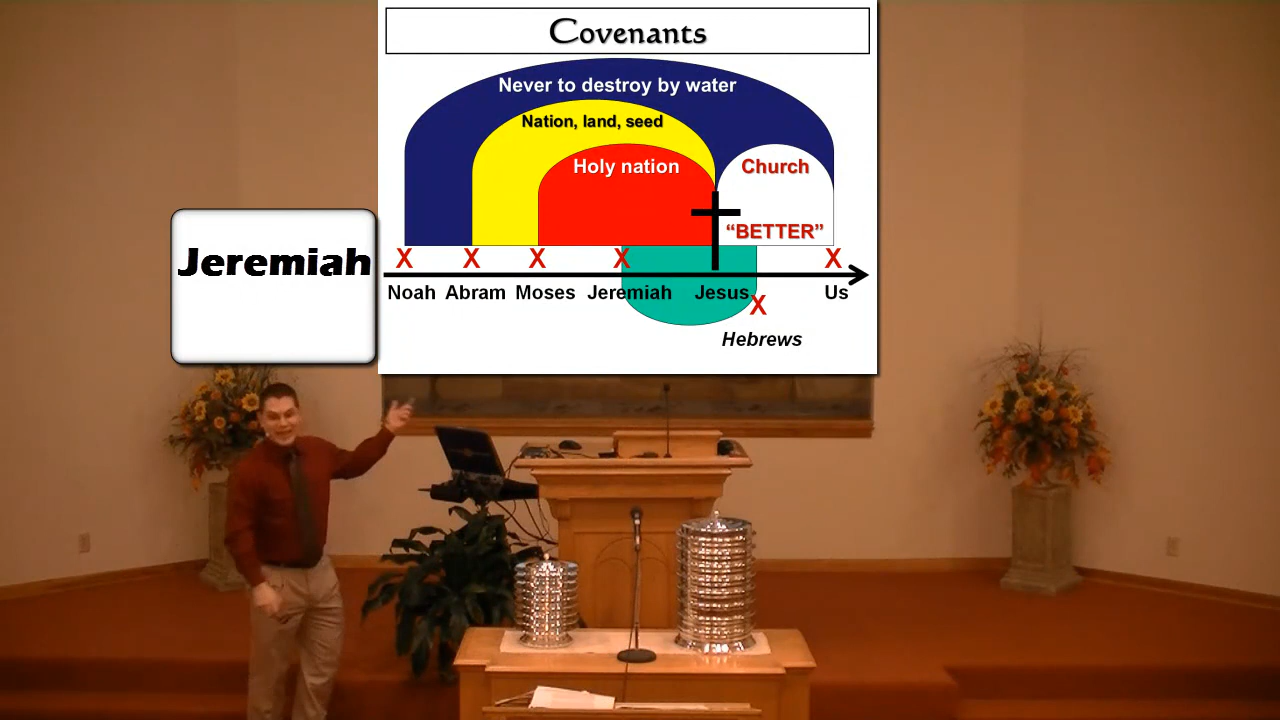 Covenants
Never to destroy by water
Nation, land, seed
Holy nation
Church
“BETTER”
Jeremiah
X X X X X
Noah Abram Moses Jeremiah Jesus Us
X
Hebrews